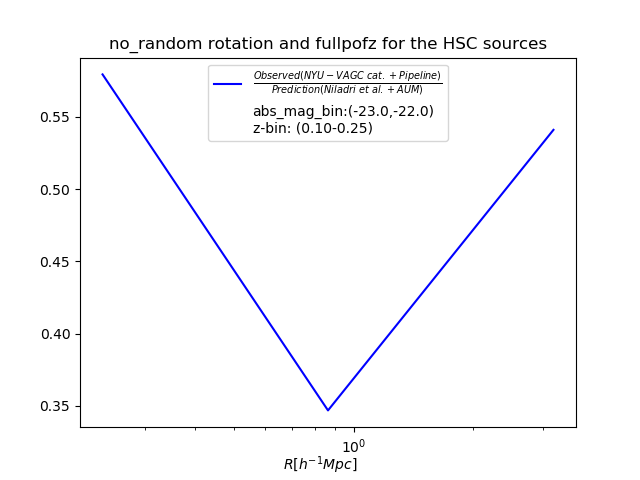 no_random rotation and fullpofz for the HSC sources
Observed(NYU−VAGC cat. +Pipeline)
Prediction(Niladri et al. +AUM)
abs_mag_bin:(-23.0,-22.0)
z-bin: (0.10-0.25)
0.55
0.50
0.45
0.40
0.35
10⁰
R[h⁻¹Mpc]